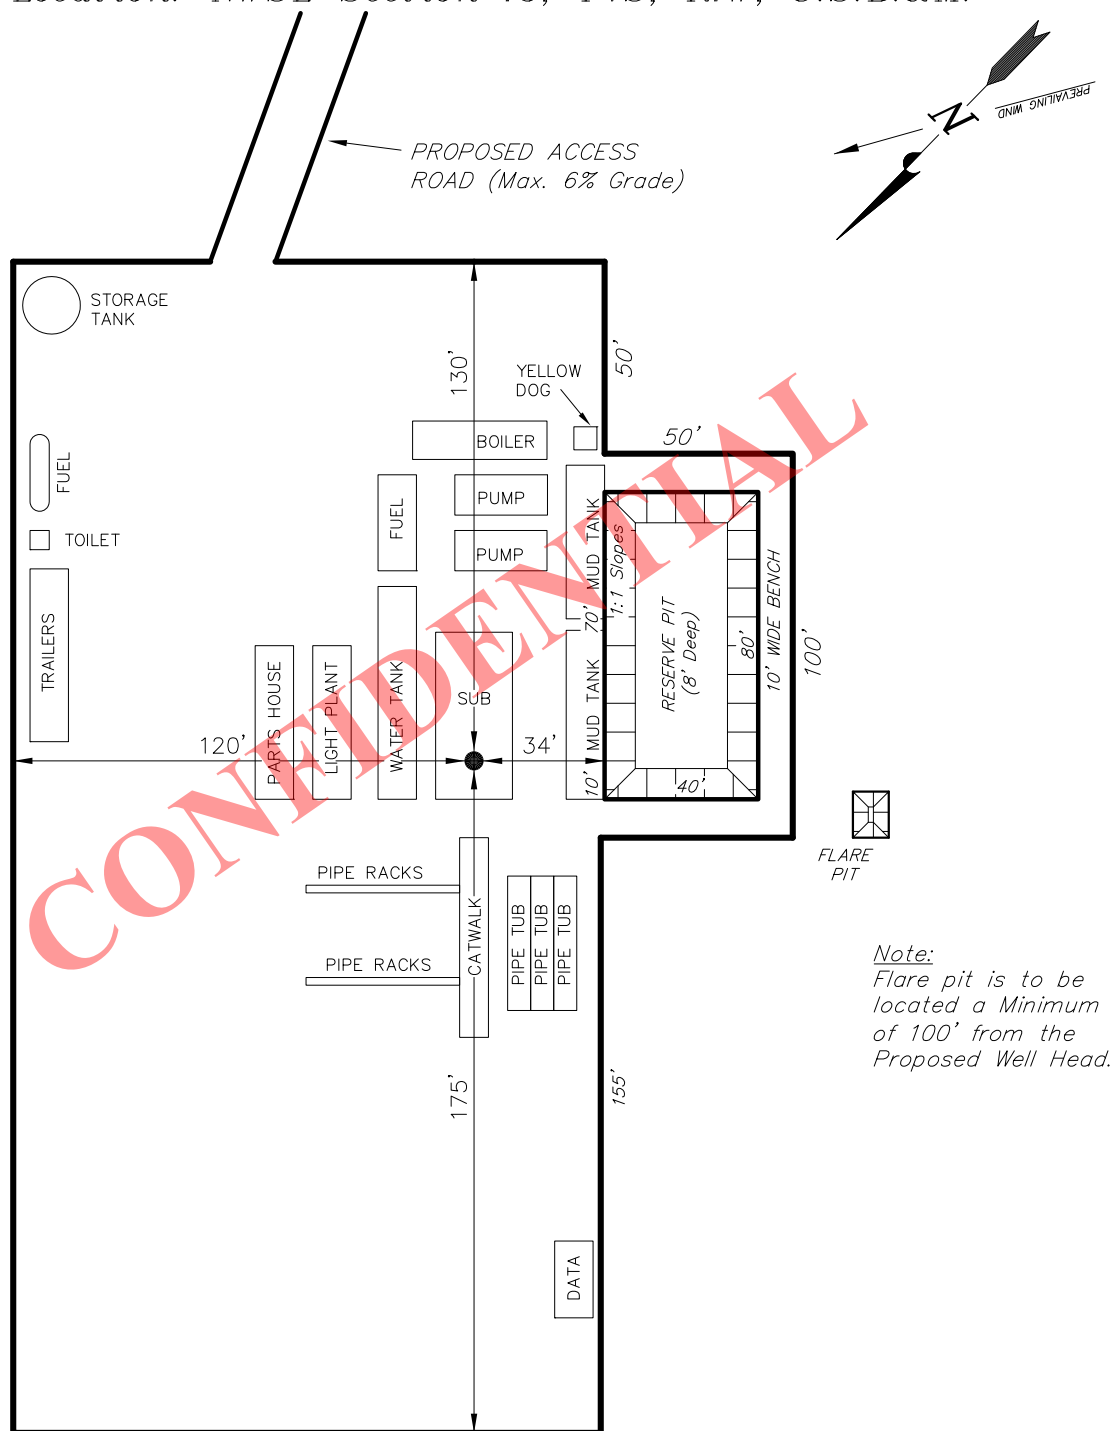 PREVAILING WIND
N
PROPOSED ACCESS
ROAD (Max. 6% Grade)
STORAGE
TANK
130'
50'
YELLOW
DOG
50'
BOILER
FUEL
PUMP
FUEL
MUD TANK
1:1 Slopes
TOILET
PUMP
10' WIDE BENCH
TRAILERS
70'
RESERVE PIT
(8' Deep)
80'
100'
PARTS HOUSE
LIGHT PLANT
WATER TANK
SUB
MUD TANK
120'
34'
10'
40'
CONFIDENTIAL
FLARE
PIT
PIPE RACKS
CATWALK
PIPE TUB
PIPE TUB
PIPE TUB
PIPE RACKS
Note:
Flare pit is to be
located a Minimum
of 100' from the
Proposed Well Head.
175'
155'
DATA